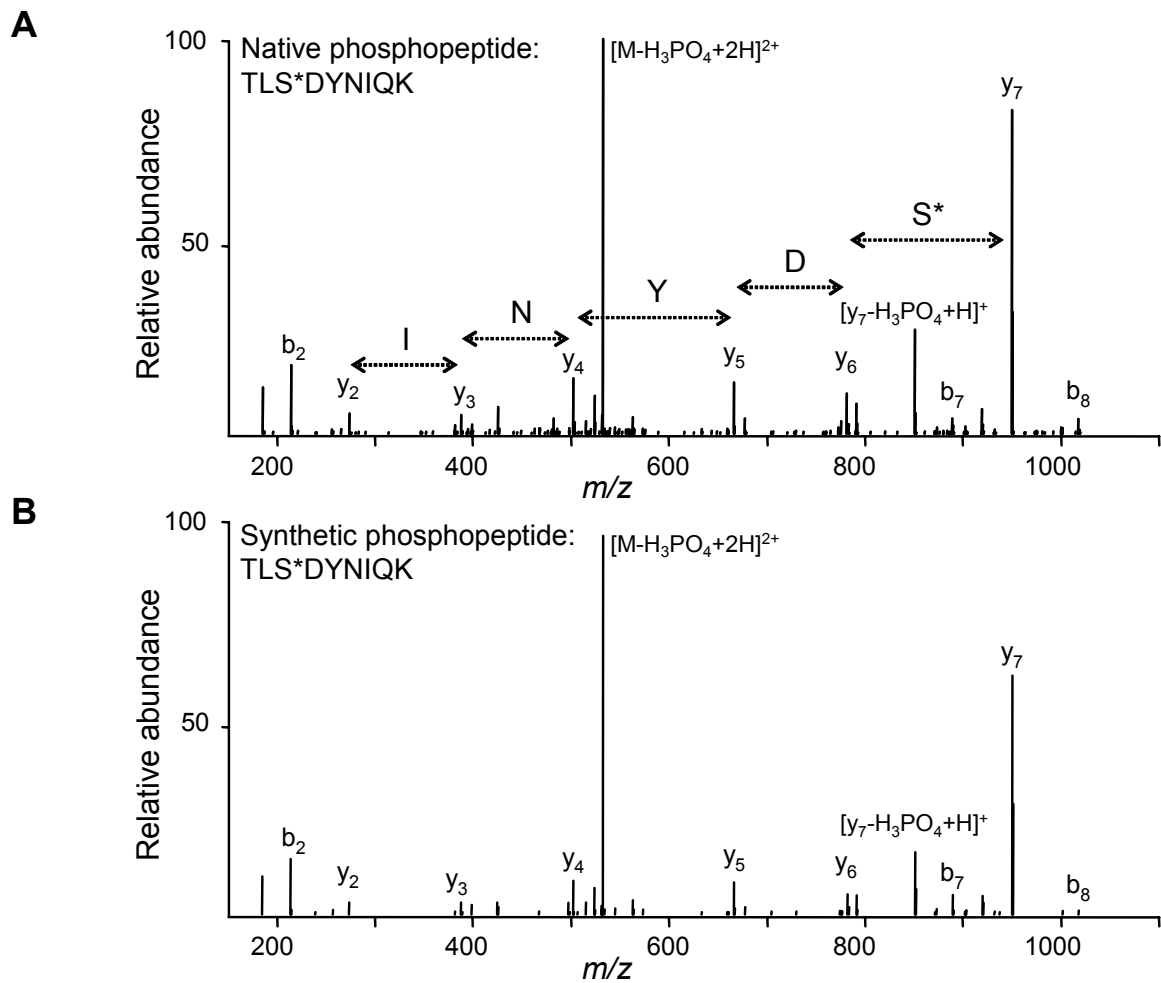 A
100
Native phosphopeptide:
TLS*DYNIQK
[M-H₃PO₄+2H]²⁺
y₇
Relative abundance
S*
50
D
[y₇-H₃PO₄+H]⁺
Y
N
I
b₂
y₂
y₃
y₄
y₅
y₆
b₇
b₈
200 400 600 800 1000
m/z
B
100
Synthetic phosphopeptide:
TLS*DYNIQK
[M-H₃PO₄+2H]²⁺
y₇
Relative abundance
50
[y₇-H₃PO₄+H]⁺
b₂
y₂
y₃
y₄
y₅
y₆
b₇
b₈
200 400 600 800 1000
m/z